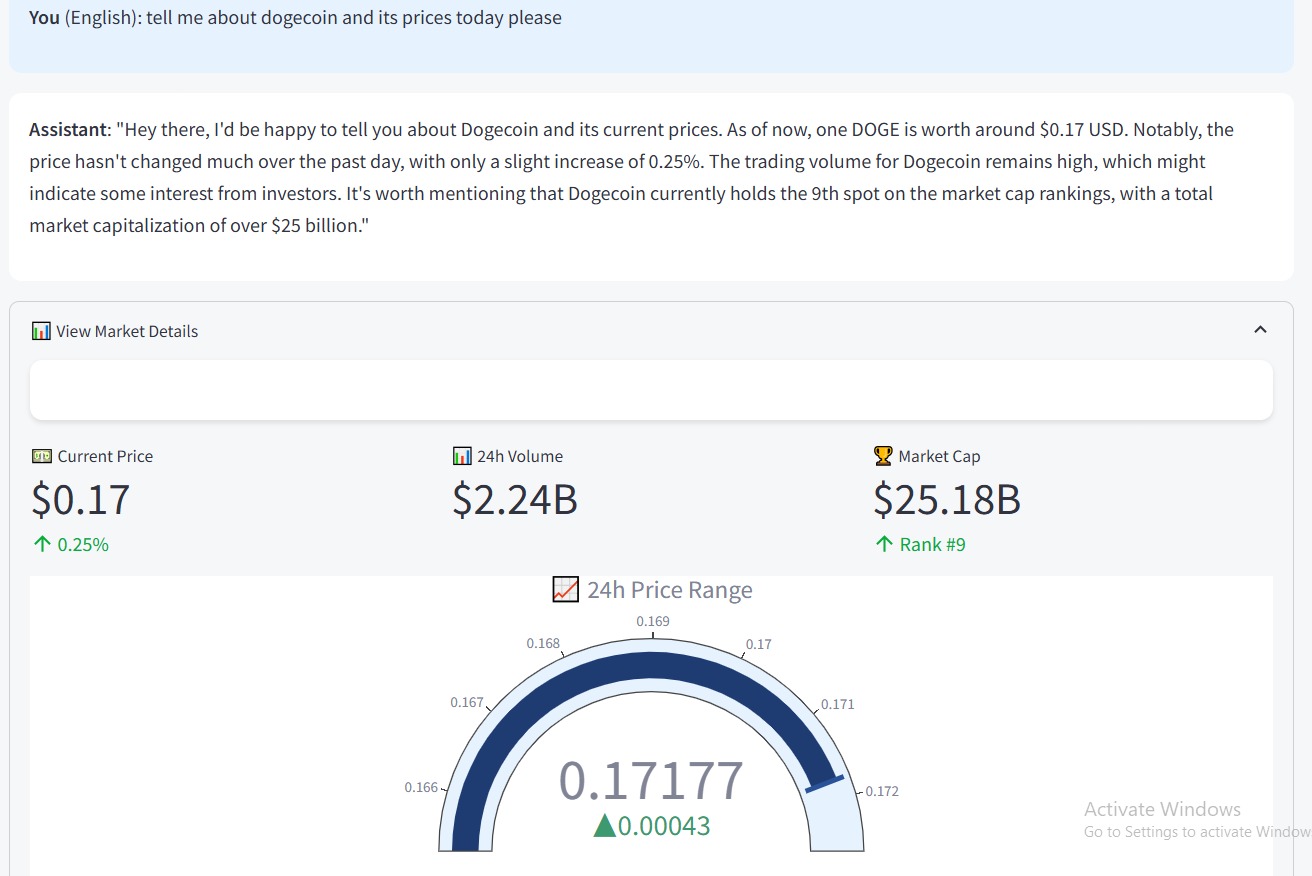 You (English): tell me about dogecoin and its prices today please
Assistant: "Hey there, I'd be happy to tell you about Dogecoin and its current prices. As of now, one DOGE is worth around $0.17 USD. Notably, the
price hasn't changed much over the past day, with only a slight increase of 0.25%. The trading volume for Dogecoin remains high, which might
indicate some interest from investors. It's worth mentioning that Dogecoin currently holds the 9th spot on the market cap rankings, with a total
market capitalization of over $25 billion."
View Market Details
Current Price
$0.17
↑ 0.25%
24h Volume
$2.24B
Market Cap
$25.18B
↑ Rank #9
24h Price Range
0.166
0.167
0.168
0.169
0.17
0.171
0.172
0.17177
▲0.00043
Activate Windows
Go to Settings to activate Window